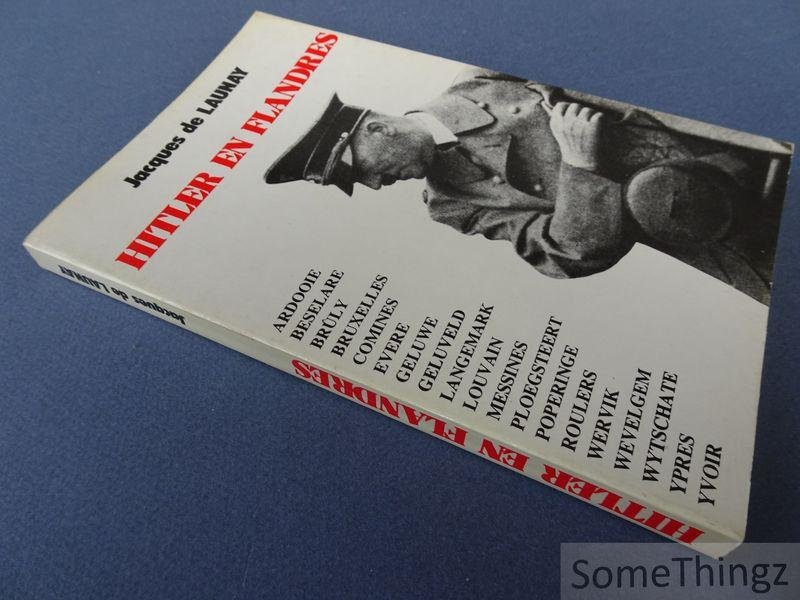 Jacques de LAUNAY
HITLER EN FLANDRES
ARDOOIE
BESELARE
BRÛLY
BRUXELLES
COMINES
EVERE
GELUWE
GELUVELD
LANGEMARK
LOUVAIN
MESSINES
PLOEGSTEERT
POPERINGE
ROULERS
WERVIK
WEVELGEM
WYTSCHATE
YPRES
YVOIR
Jacques de LAUNAY
HITLER EN FLANDRES
SomeThingz